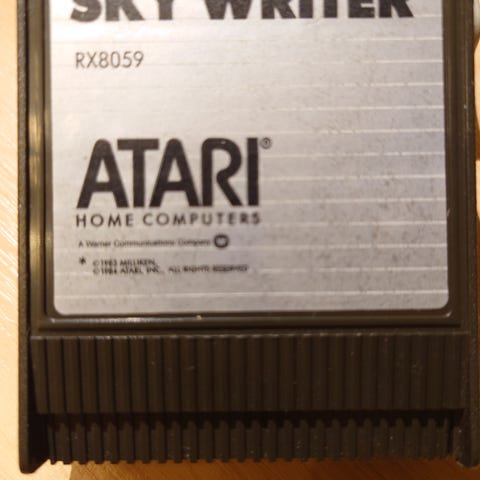 SKY WRITER
RX8059
ATARI®
HOME COMPUTERS
A Warner Communications Company
* ©1983 MILLIKEN.
©1984 ATARI, INC., ALL RIGHTS RESERVED